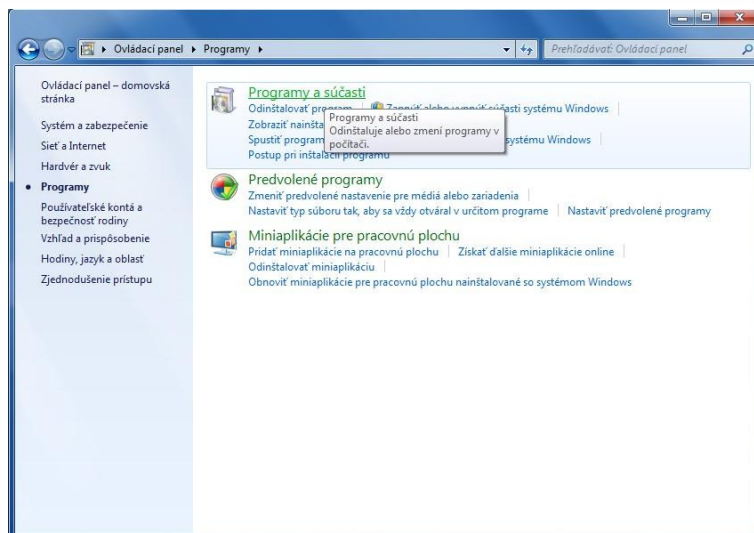 Ovládací panel ▸ Programy ▸
Prehľadávať: Ovládací panel
Ovládací panel – domovská
stránka
Systém a zabezpečenie
Sieť a Internet
Hardvér a zvuk
Programy
Používateľské kontá a
bezpečnosť rodiny
Vzhľad a prispôsobenie
Hodiny, jazyk a oblasť
Zjednodušenie prístupu
Programy a súčasti
Odinštalovať program | Zapnúť alebo vypnúť súčasti systému Windows
Zobraziť
Spustiť program systému Windows
Postup pri inštalácii programu
Programy a súčasti
Odinštaluje alebo zmení programy v
počítači.
Predvolené programy
Zmeniť predvolené nastavenie pre médiá alebo zariadenia
Nastaviť typ súboru tak, aby sa vždy otváral v určitom programe | Nastaviť predvolené programy
Miniaplikácie pre pracovnú plochu
Pridať miniaplikácie na pracovnú plochu | Získať ďalšie miniaplikácie online
Odinštalovať miniaplikáciu
Obnoviť miniaplikácie pre pracovnú plochu nainštalované so systémom Windows